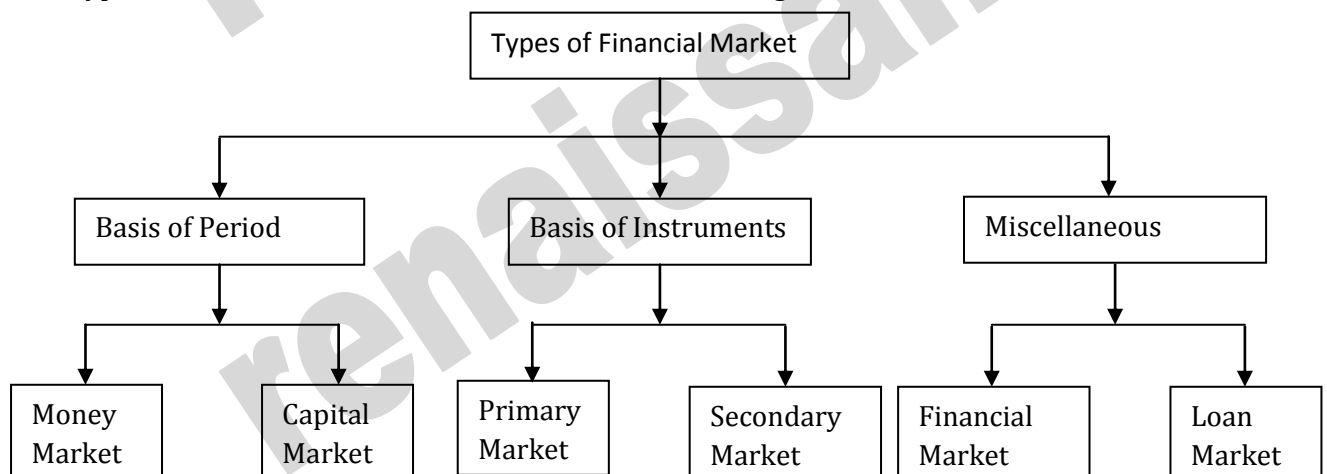 Types of Financial Market
Basis of Period
Basis of Instruments
Miscellaneous
Money
Market
Capital
Market
Primary
Market
Secondary
Market
Financial
Market
Loan
Market